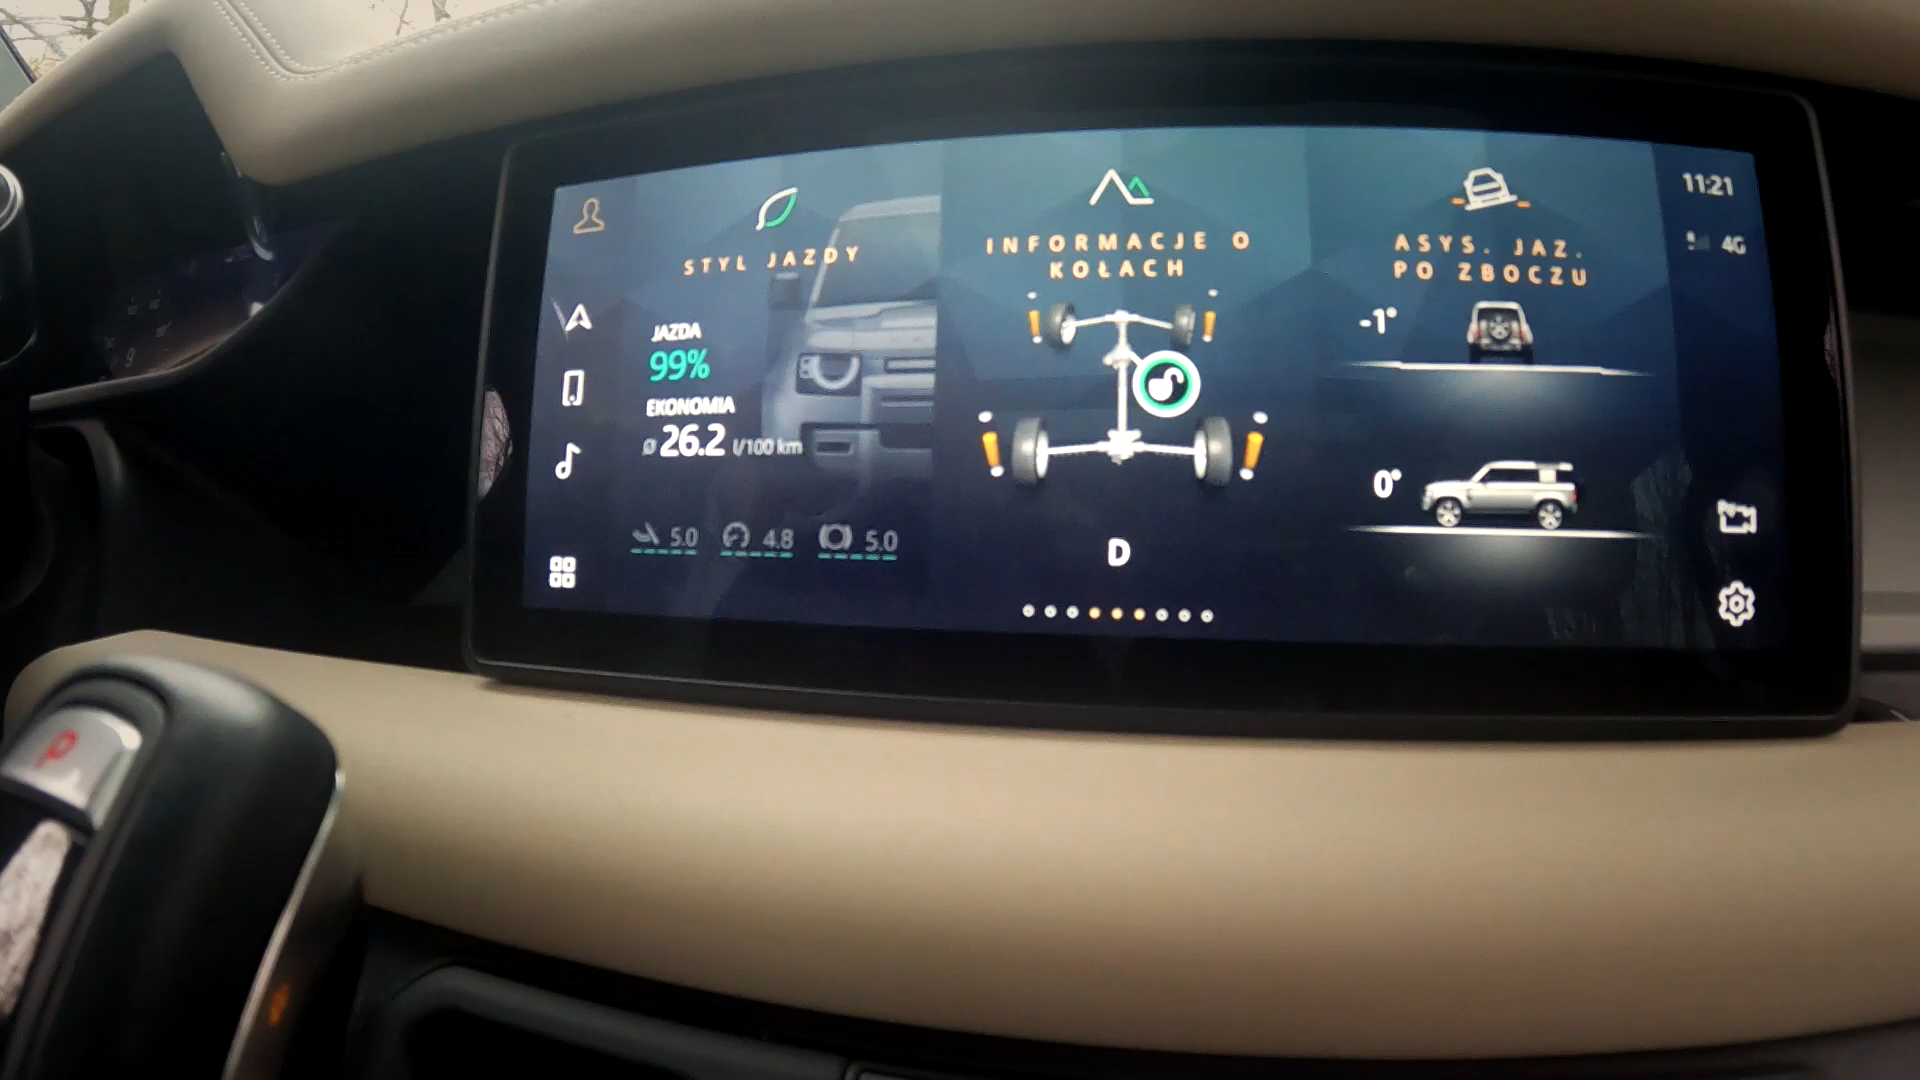 STYL JAZDY
JAZDA
99%
EKONOMIA
Ø 26.2 l/100 km
5.0 4.8 5.0
INFORMACJE O
KOŁACH
D
ASYS. JAZ.
PO ZBOCZU
-1°
0°
11:21
4G
P